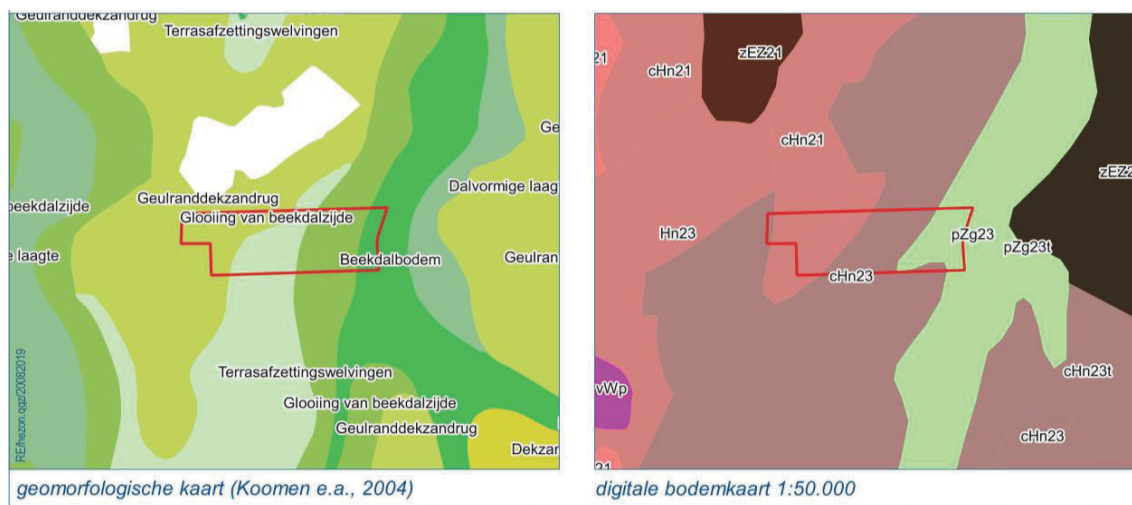 Geulranddekzandrug
Terrasafzettingswelvingen
Ge
Dalvormige laag
beekdalzijde
Geulranddekzandrug
Glooiing van beekdalzijde
e laagte
Beekdalbodem
Geulran
Terrasafzettingswelvingen
Glooiing van beekdalzijde
Geulranddekzandrug
Dekzan
RE/hezon.qgz/20082019
geomorfologische kaart (Koomen e.a., 2004)
zEZ21
21
cHn21
cHn21
zEZ2
Hn23
pZg23
pZg23t
cHn23
vWp
cHn23t
cHn23
21
digitale bodemkaart 1:50.000